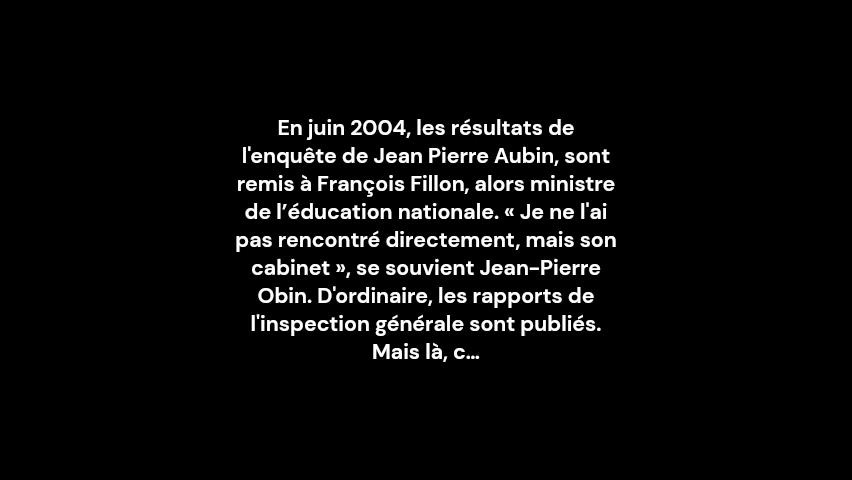 En juin 2004, les résultats de
l'enquête de Jean Pierre Aubin, sont
remis à François Fillon, alors ministre
de l’éducation nationale. « Je ne l'ai
pas rencontré directement, mais son
cabinet », se souvient Jean-Pierre
Obin. D'ordinaire, les rapports de
l'inspection générale sont publiés.
Mais là, c...